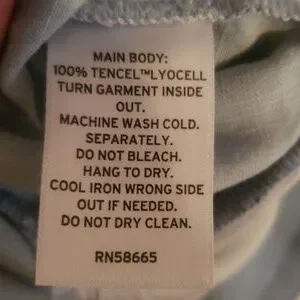 MAIN BODY:
100% TENCEL™LYOCELL
TURN GARMENT INSIDE
OUT.
MACHINE WASH COLD.
SEPARATELY.
DO NOT BLEACH.
HANG TO DRY.
COOL IRON WRONG SIDE
OUT IF NEEDED.
DO NOT DRY CLEAN.
RN58665